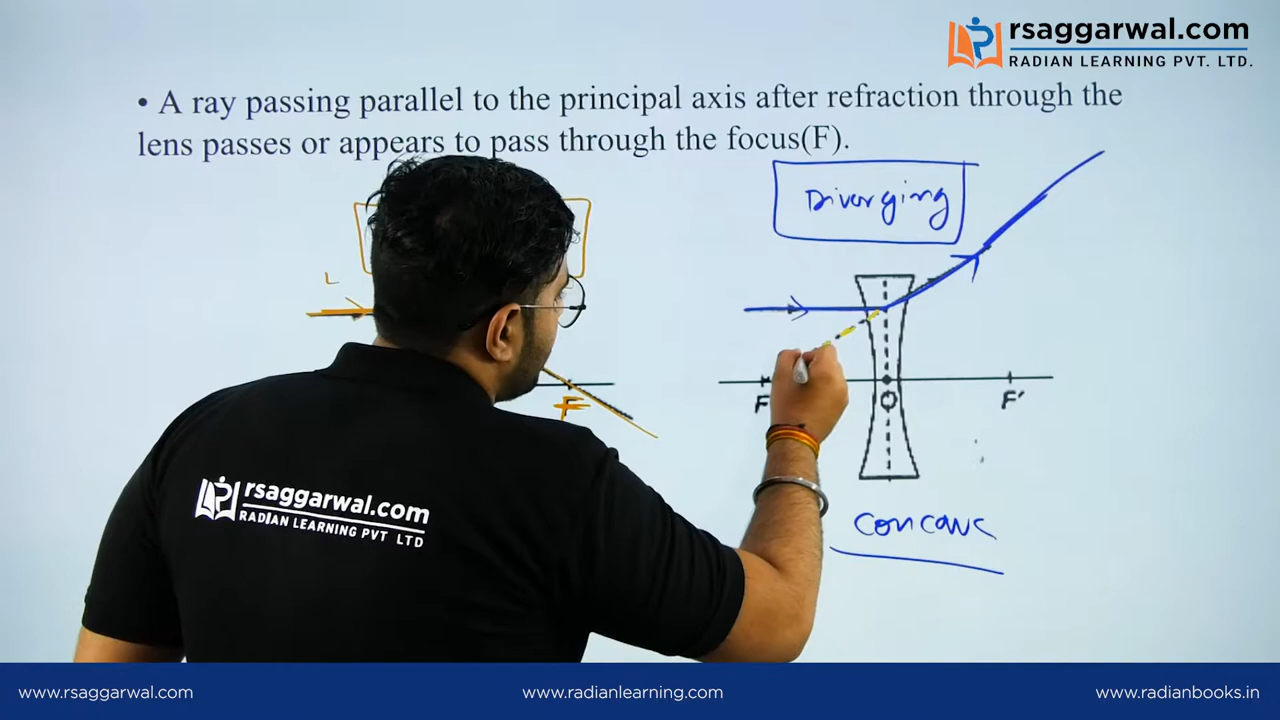 rsaggarwal.com
RADIAN LEARNING PVT. LTD.
• A ray passing parallel to the principal axis after refraction through the
lens passes or appears to pass through the focus(F).
Diverging
F
F
O
F'
concave
rsaggarwal.com
RADIAN LEARNING PVT LTD
www.rsaggarwal.com
www.radianlearning.com
www.radianbooks.in